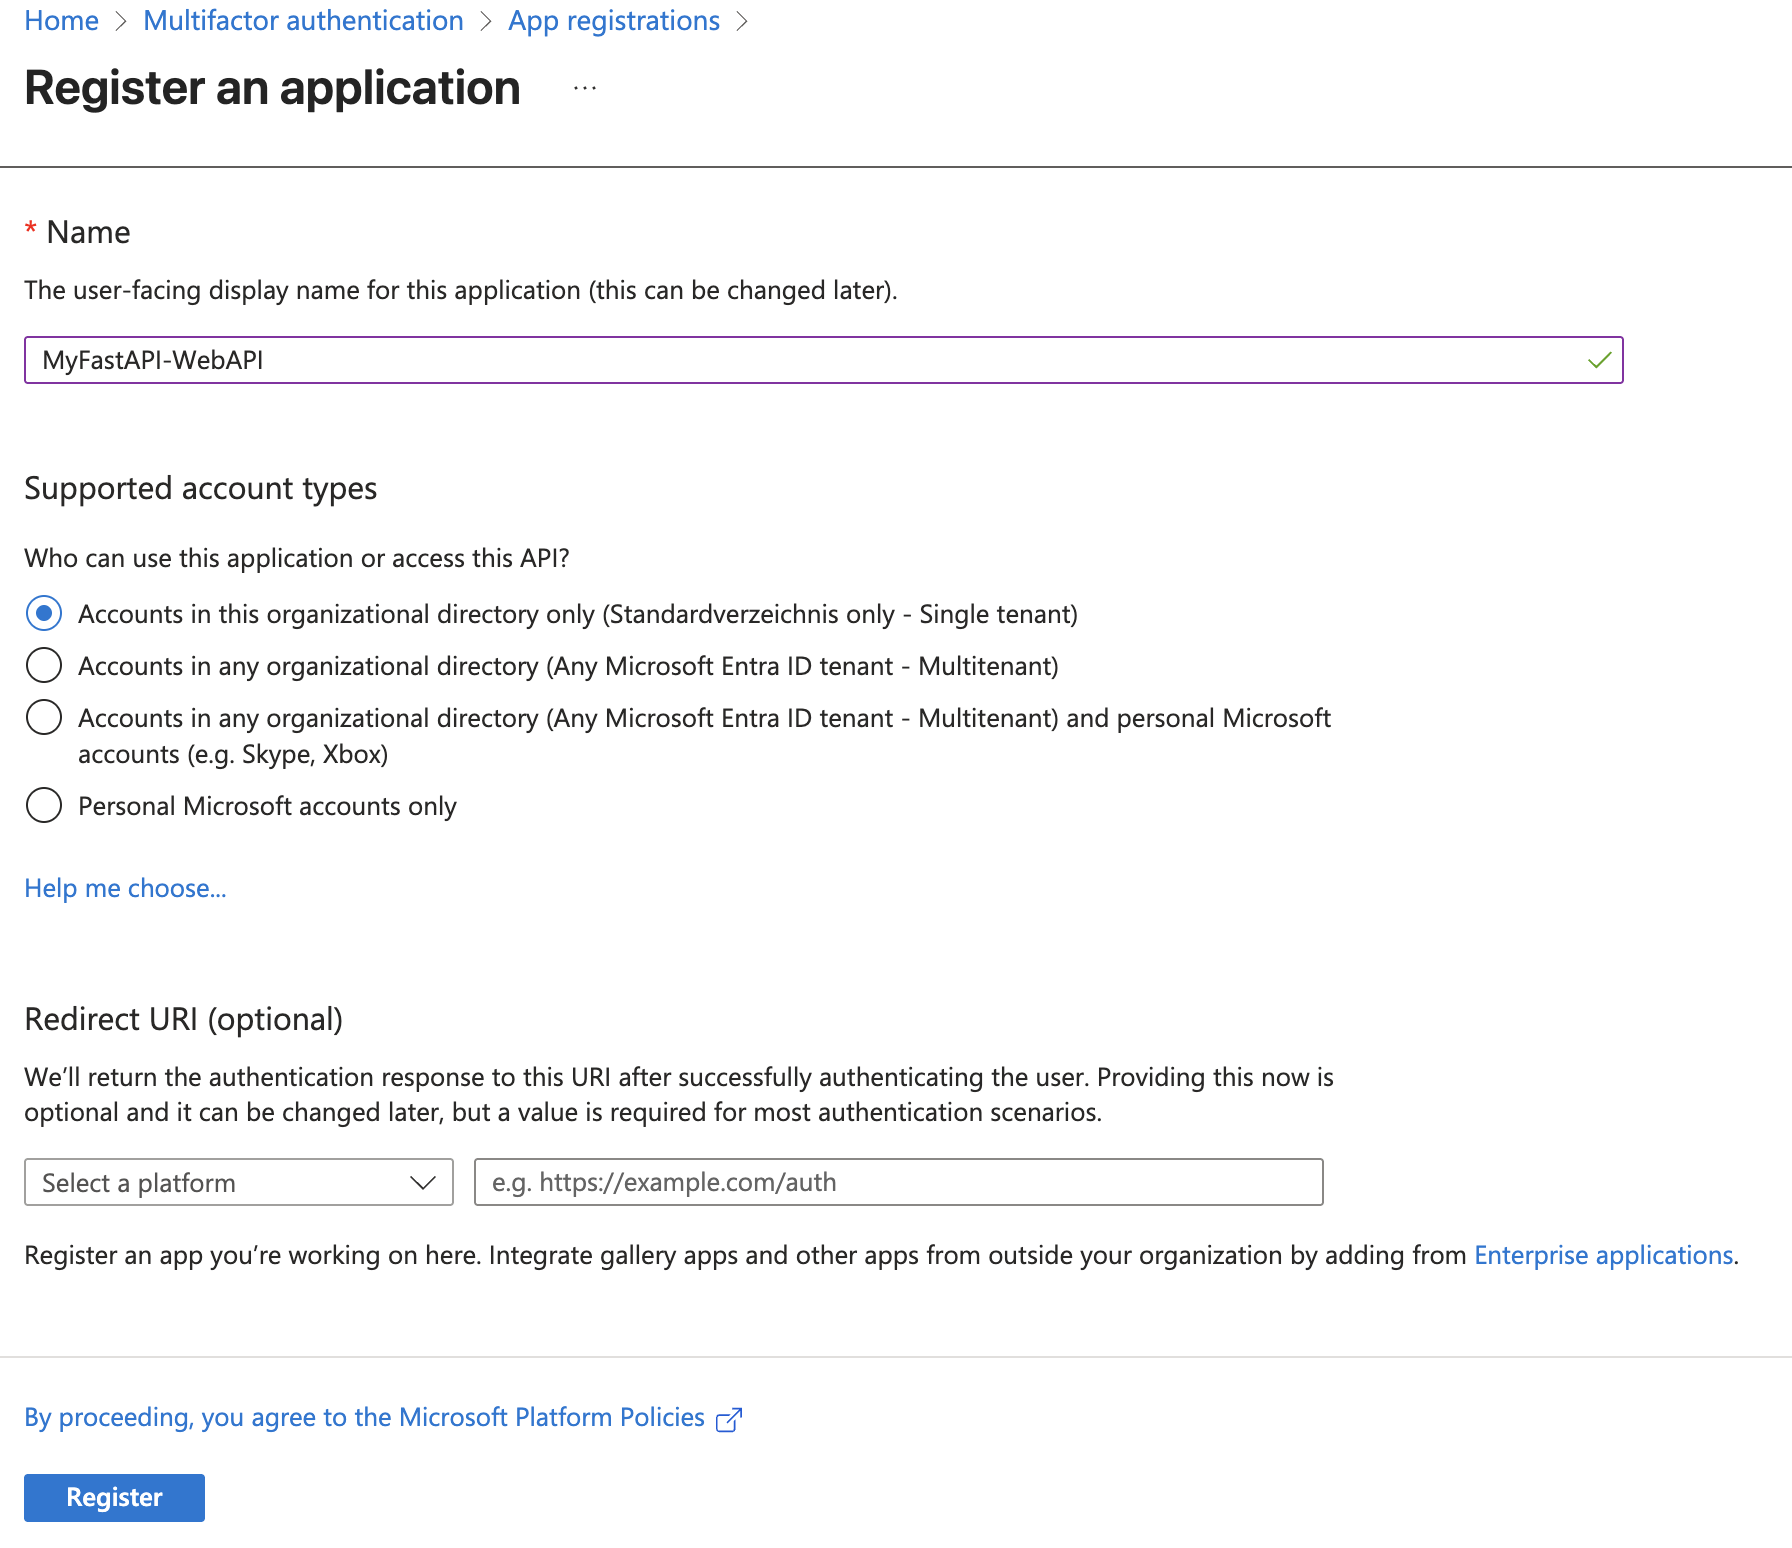 Home > Multifactor authentication > App registrations >
Register an application ...
* Name
The user-facing display name for this application (this can be changed later).
MyFastAPI-WebAPI
Supported account types
Who can use this application or access this API?
Accounts in this organizational directory only (Standardverzeichnis only - Single tenant)
Accounts in any organizational directory (Any Microsoft Entra ID tenant - Multitenant)
Accounts in any organizational directory (Any Microsoft Entra ID tenant - Multitenant) and personal Microsoft
accounts (e.g. Skype, Xbox)
Personal Microsoft accounts only
Help me choose...
Redirect URI (optional)
We’ll return the authentication response to this URI after successfully authenticating the user. Providing this now is
optional and it can be changed later, but a value is required for most authentication scenarios.
Select a platform e.g. https://example.com/auth
Register an app you’re working on here. Integrate gallery apps and other apps from outside your organization by adding from Enterprise applications.
By proceeding, you agree to the Microsoft Platform Policies
Register